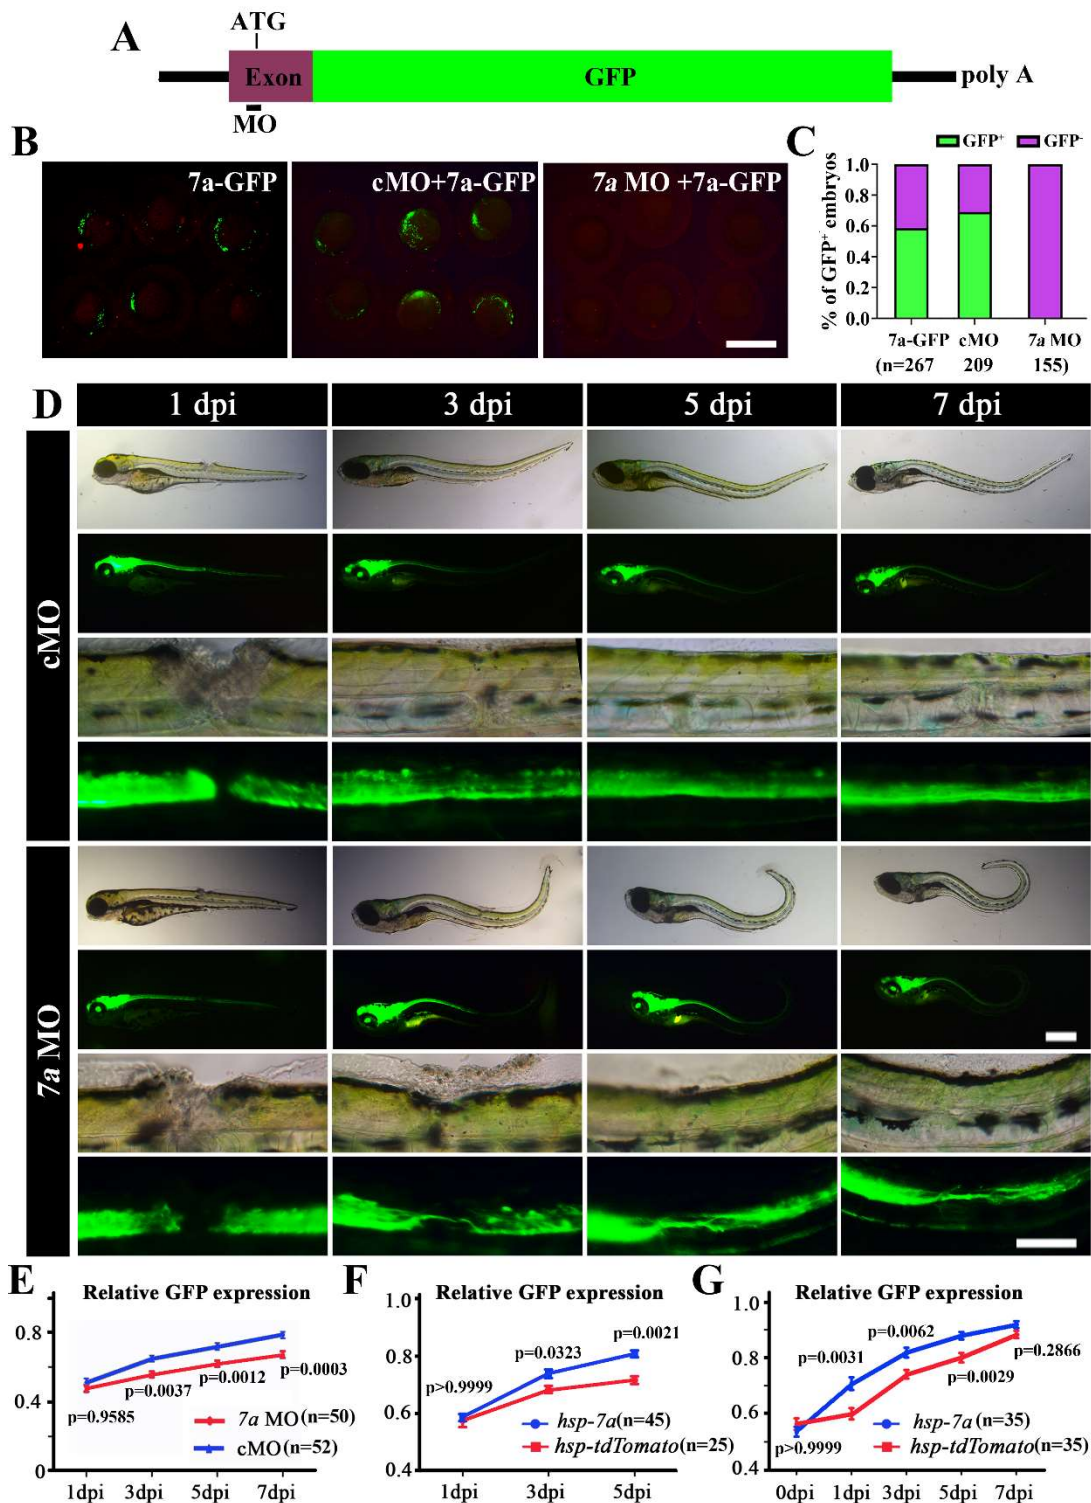 A
ATG
Exon
GFP
poly A
MO
B
7a-GFP
cMO+7a-GFP
7a MO +7a-GFP
C
GFP+
GFP-
% of GFP+ embryos
1.0
0.8
0.6
0.4
0.2
0.0
7a-GFP
cMO
7a MO
(n=267
209
155)
D
1 dpi
3 dpi
5 dpi
7 dpi
cMO
7a MO
E
Relative GFP expression
0.8
0.4
0
p=0.9585
p=0.0037
p=0.0012
p=0.0003
7a MO(n=50)
cMO(n=52)
1dpi
3dpi
5dpi
7dpi
F
Relative GFP expression
1.0
0.8
0.6
0.4
p>0.9999
p=0.0323
p=0.0021
hsp-7a(n=45)
hsp-tdTomato(n=25)
1dpi
3dpi
5dpi
G
Relative GFP expression
1.0
0.8
0.6
0.4
p=0.0031
p=0.0062
p=0.2866
p=0.0029
p>0.9999
hsp-7a(n=35)
hsp-tdTomato(n=35)
0dpi
1dpi
3dpi
5dpi
7dpi